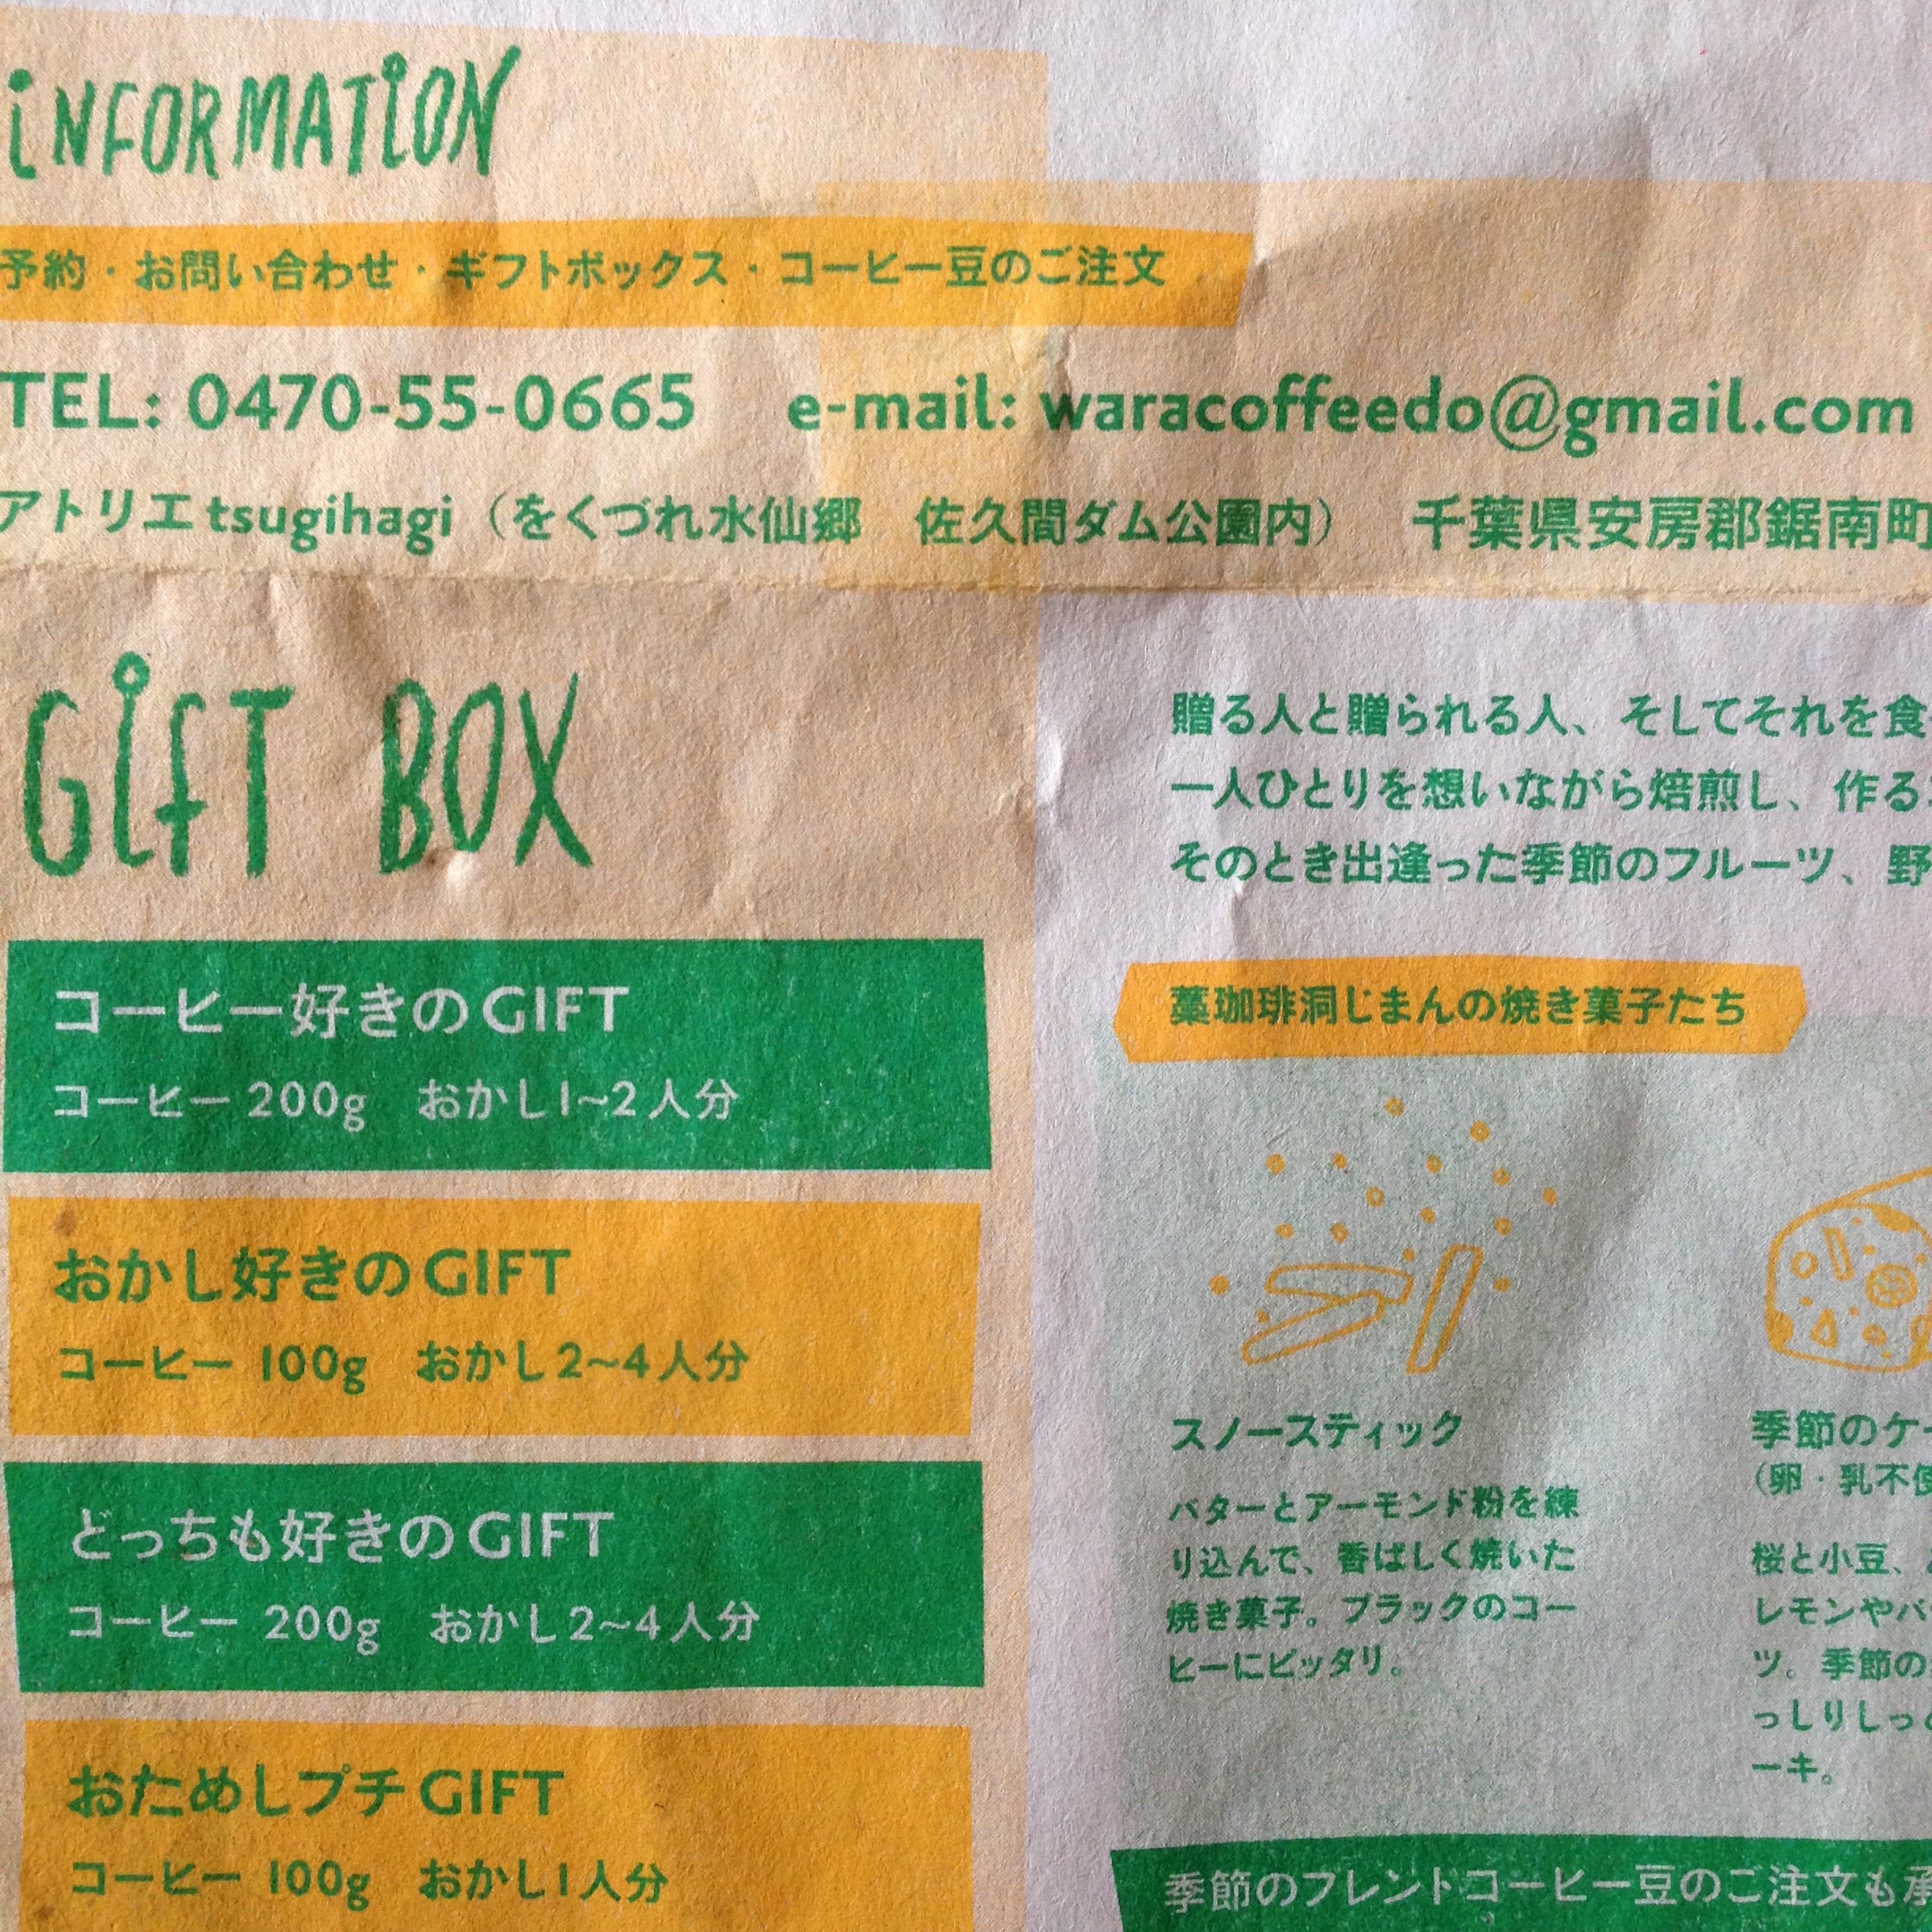 iNFORMATiON
予約・お問い合わせ・ギフトボックス・コーヒー豆のご注文
TEL: 0470-55-0665 e-mail: waracoffeedo@gmail.com
アトリエtsugihagi（をくづれ水仙郷　佐久間ダム公園内）　千葉県安房郡鋸南町
GiFT BOX
コーヒー好きのGIFT
コーヒー 200g　おかし1~2人分
おかし好きのGIFT
コーヒー 100g　おかし2~4人分
どっちも好きのGIFT
コーヒー 200g　おかし2~4人分
おためしプチGIFT
コーヒー 100g　おかし1人分
贈る人と贈られる人、そしてそれを食
一人ひとりを想いながら焙煎し、作る
そのとき出逢った季節のフルーツ、野
藁珈琲洞じまんの焼き菓子たち
スノースティック
バターとアーモンド粉を練
り込んで、香ばしく焼いた
焼き菓子。ブラックのコー
ヒーにピッタリ。
季節のケー
（卵・乳不使
桜と小豆、
レモンやバ
ツ。季節の
っしりしっと
ーキ。
季節のフレンドコーヒー豆のご注文も承